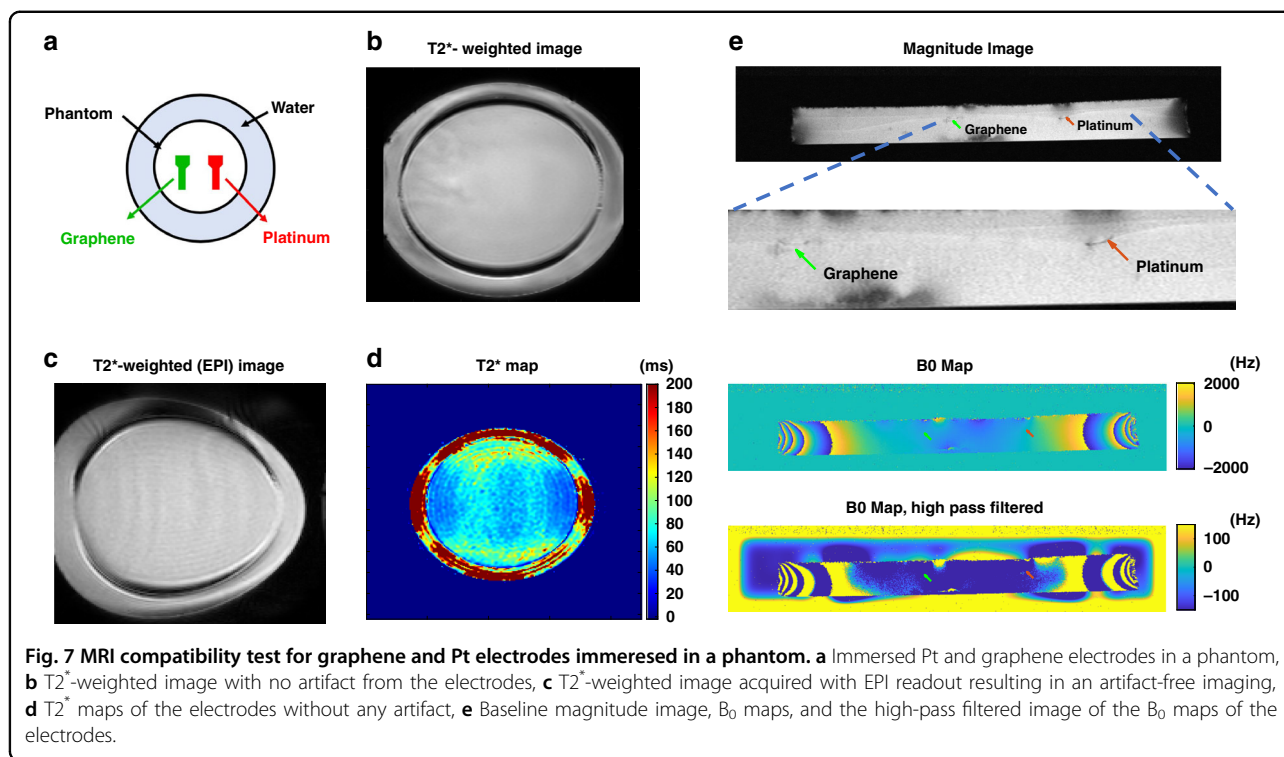 a
Phantom
Water
Graphene
Platinum
b
T2*- weighted image
e
Magnitude Image
Graphene
Platinum
Graphene
Platinum
c
T2*-weighted (EPI) image
d
T2* map
(ms)
200
180
160
140
120
100
80
60
40
20
0
B0 Map
(Hz)
2000
0
−2000
B0 Map, high pass filtered
(Hz)
100
0
−100
Fig. 7 MRI compatibility test for graphene and Pt electrodes immeresed in a phantom. a Immersed Pt and graphene electrodes in a phantom,
b T2*-weighted image with no artifact from the electrodes, c T2*-weighted image acquired with EPI readout resulting in an artifact-free imaging,
d T2* maps of the electrodes without any artifact, e Baseline magnitude image, B0 maps, and the high-pass filtered image of the B0 maps of the
electrodes.